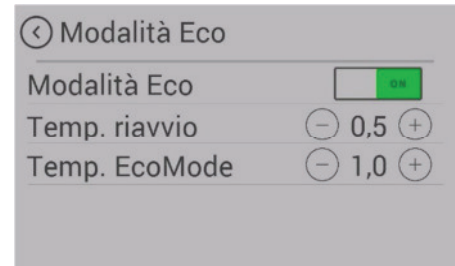 Modalità Eco
Modalità Eco ON
Temp. riavvio 0,5
Temp. EcoMode 1,0